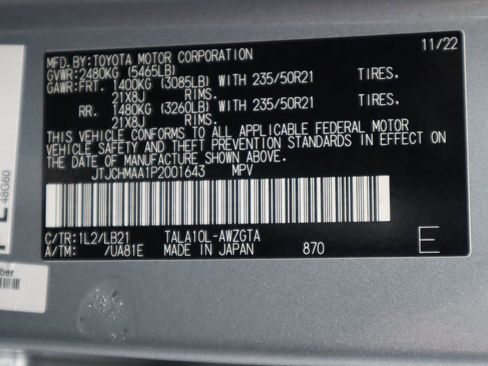 MFD.BY:TOYOTA MOTOR CORPORATION 11/22
GVWR:2480KG (5465LB)
GAWR:FRT. 1400KG (3085LB) WITH 235/50R21 TIRES.
21X8J RIMS.
RR. 1480KG (3260LB) WITH 235/50R21 TIRES.
21X8J RIMS.
THIS VEHICLE CONFORMS TO ALL APPLICABLE FEDERAL MOTOR
VEHICLE SAFETY AND THEFT PREVENTION STANDARDS IN EFFECT ON
THE DATE OF MANUFACTURE SHOWN ABOVE.
JTJCHMAA1P2001643 MPV
C/TR:1L2/LB21 TALA10L-AWZGTA
A/TM: /UA81E MADE IN JAPAN 870 E
48G60
ber